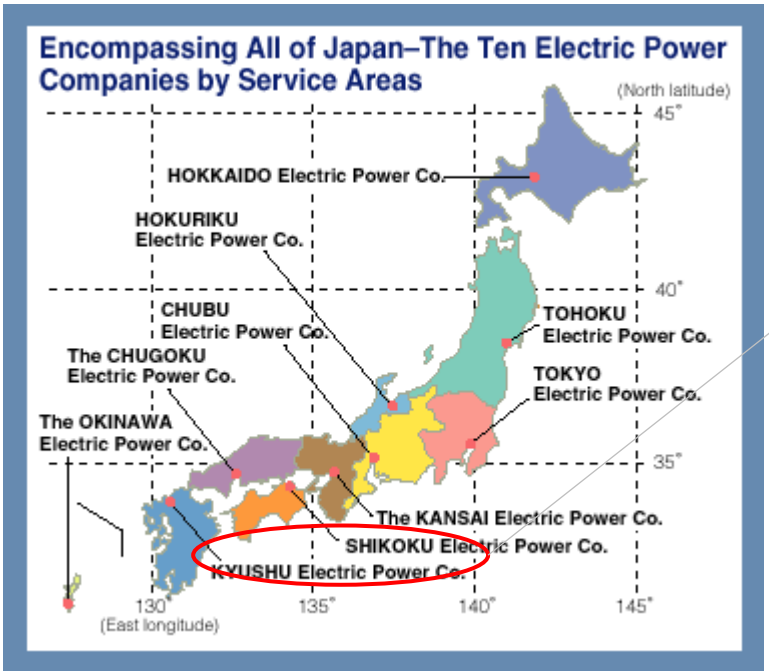 Encompassing All of Japan–The Ten Electric Power
Companies by Service Areas
(North latitude)
45°
HOKKAIDO Electric Power Co.
HOKURIKU
Electric Power Co.
40°
CHUBU
Electric Power Co.
TOHOKU
Electric Power Co.
The CHUGOKU
Electric Power Co.
TOKYO
Electric Power Co.
The OKINAWA
Electric Power Co.
35°
The KANSAI Electric Power Co.
SHIKOKU Electric Power Co.
KYUSHU Electric Power Co.
130° 135° 140° 145°
(East longitude)